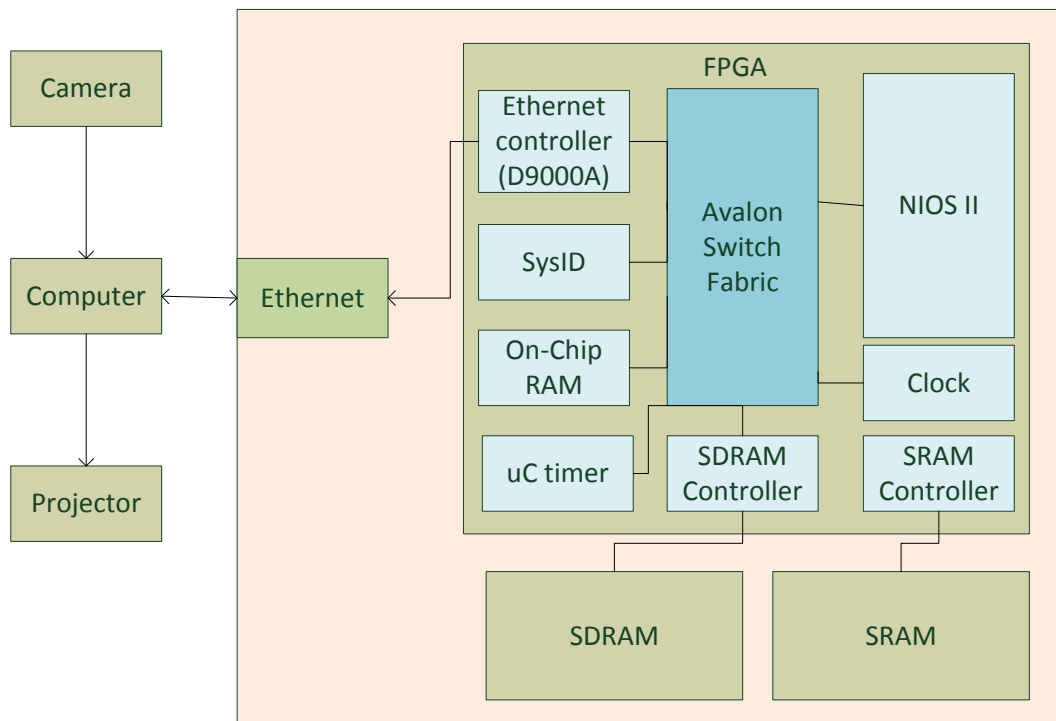 Camera
Computer
Projector
Ethernet
FPGA
Ethernet
controller
(D9000A)
SysID
On-Chip
RAM
uC timer
Avalon
Switch
Fabric
NIOS II
Clock
SDRAM
Controller
SRAM
Controller
SDRAM
SRAM